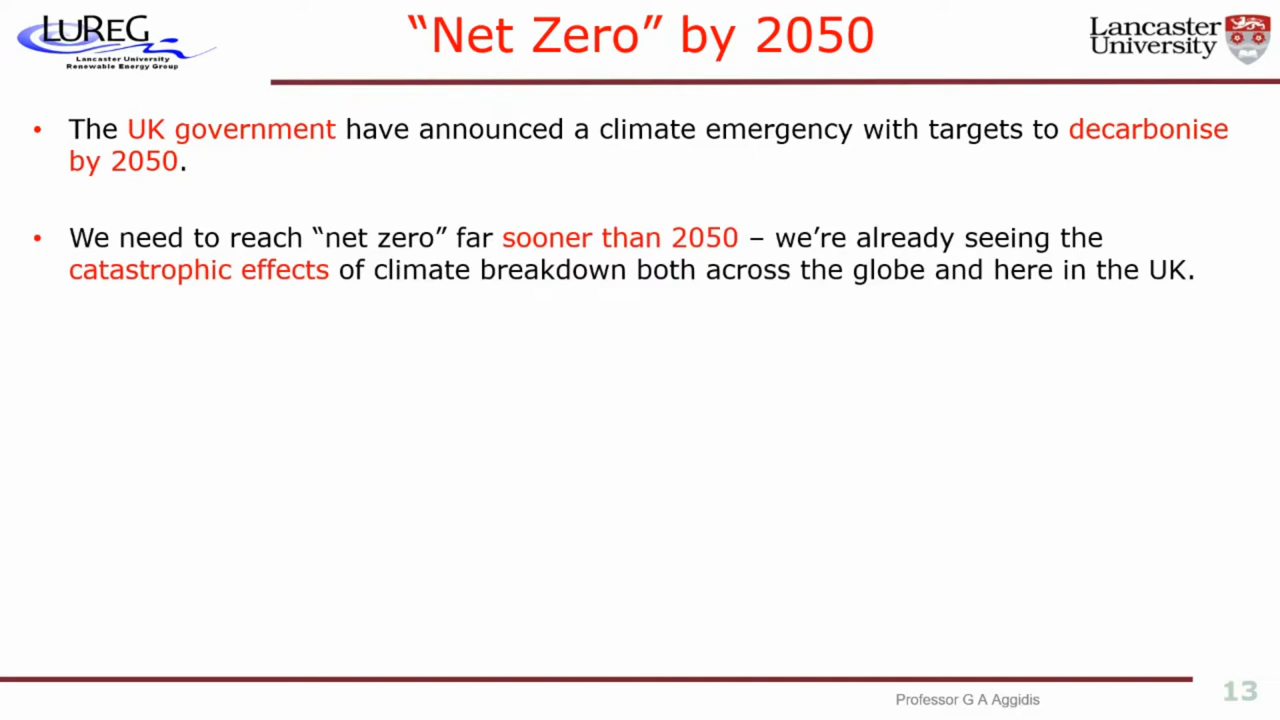 LUREG
Lancaster University
Renewable Energy Group
“Net Zero” by 2050
Lancaster
University
• The UK government have announced a climate emergency with targets to decarbonise
by 2050.
• We need to reach “net zero” far sooner than 2050 – we’re already seeing the
catastrophic effects of climate breakdown both across the globe and here in the UK.
Professor G A Aggidis
13